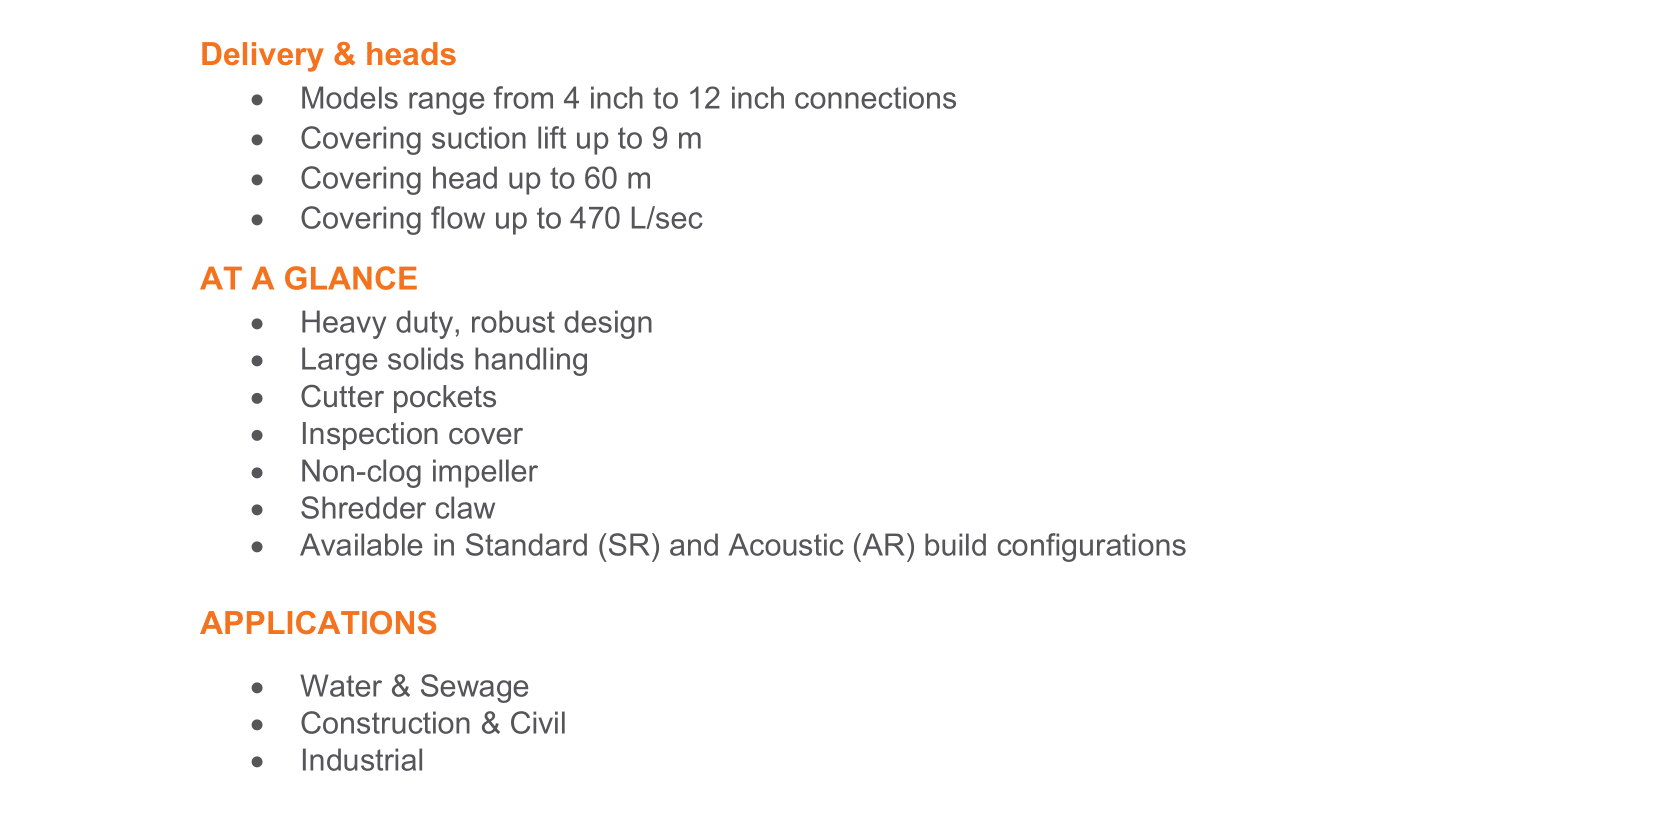 Delivery & heads
• Models range from 4 inch to 12 inch connections
• Covering suction lift up to 9 m
• Covering head up to 60 m
• Covering flow up to 470 L/sec
AT A GLANCE
• Heavy duty, robust design
• Large solids handling
• Cutter pockets
• Inspection cover
• Non-clog impeller
• Shredder claw
• Available in Standard (SR) and Acoustic (AR) build configurations
APPLICATIONS
• Water & Sewage
• Construction & Civil
• Industrial